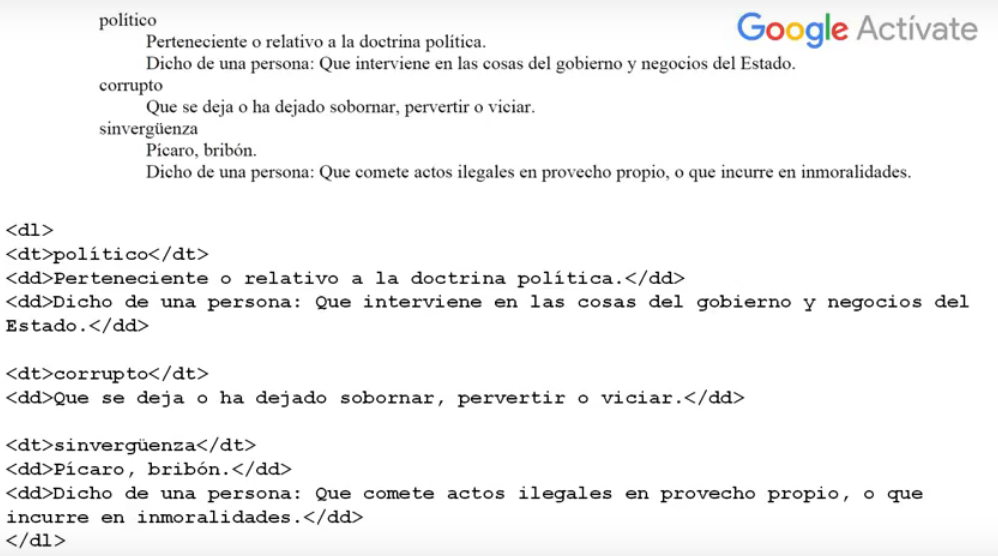 Google Actívate
político
Perteneciente o relativo a la doctrina política.
Dicho de una persona: Que interviene en las cosas del gobierno y negocios del Estado.
corrupto
Que se deja o ha dejado sobornar, pervertir o viciar.
sinvergüenza
Pícaro, bribón.
Dicho de una persona: Que comete actos ilegales en provecho propio, o que incurre en inmoralidades.
<dl>
<dt>político</dt>
<dd>Perteneciente o relativo a la doctrina política.</dd>
<dd>Dicho de una persona: Que interviene en las cosas del gobierno y negocios del
Estado.</dd>
<dt>corrupto</dt>
<dd>Que se deja o ha dejado sobornar, pervertir o viciar.</dd>
<dt>sinvergüenza</dt>
<dd>Pícaro, bribón.</dd>
<dd>Dicho de una persona: Que comete actos ilegales en provecho propio, o que
incurre en inmoralidades.</dd>
</dl>